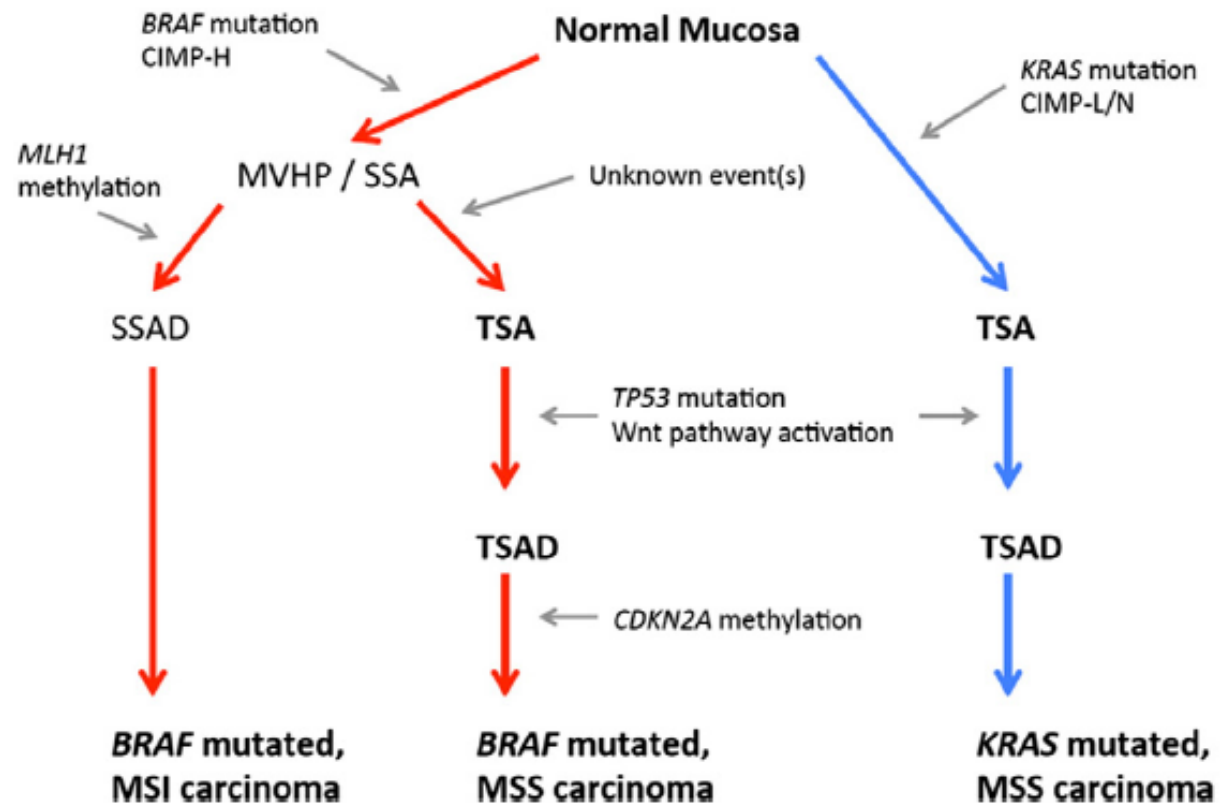 BRAF mutation
CIMP-H
Normal Mucosa
KRAS mutation
CIMP-L/N
MLH1
methylation
MVHP / SSA
Unknown event(s)
SSAD
TSA
TSA
TP53 mutation
Wnt pathway activation
TSAD
TSAD
CDKN2A methylation
BRAF mutated,
MSI carcinoma
BRAF mutated,
MSS carcinoma
KRAS mutated,
MSS carcinoma